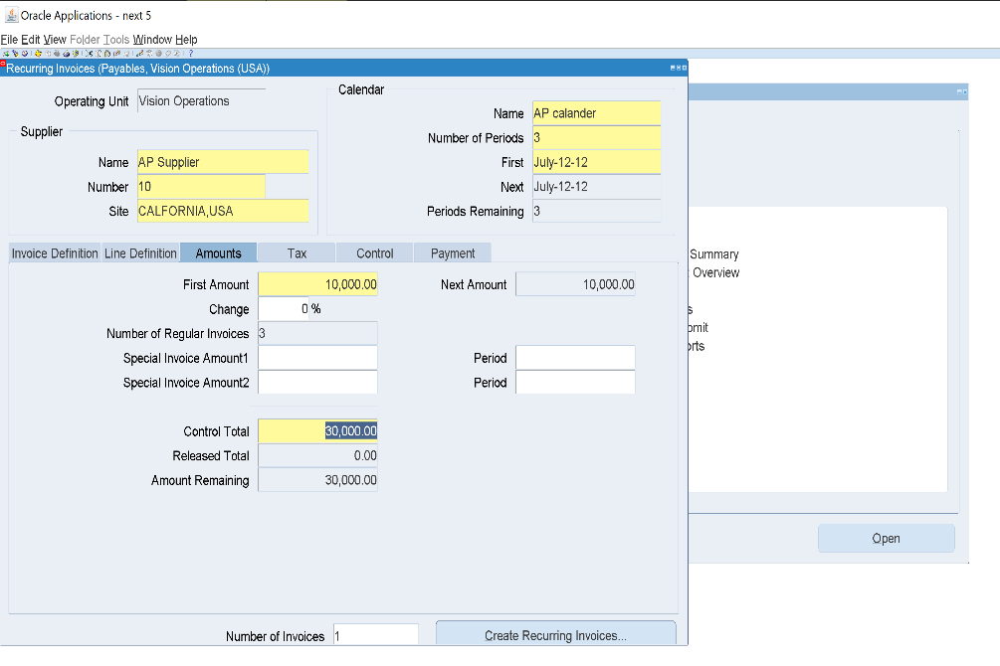 Oracle Applications - next 5
File Edit View Folder Tools Window Help
Recurring Invoices (Payables, Vision Operations (USA))
Operating Unit Vision Operations
Supplier
Name AP Supplier
Number 10
Site CALFORNIA,USA
Calendar
Name AP calander
Number of Periods 3
First July-12-12
Next July-12-12
Periods Remaining 3
Invoice Definition Line Definition Amounts Tax Control Payment
First Amount 10,000.00 Next Amount 10,000.00
Change 0 %
Number of Regular Invoices 3
Special Invoice Amount1 Period
Special Invoice Amount2 Period
Control Total 30,000.00
Released Total 0.00
Amount Remaining 30,000.00
Number of Invoices 1 Create Recurring Invoices...
Summary
Overview
Open